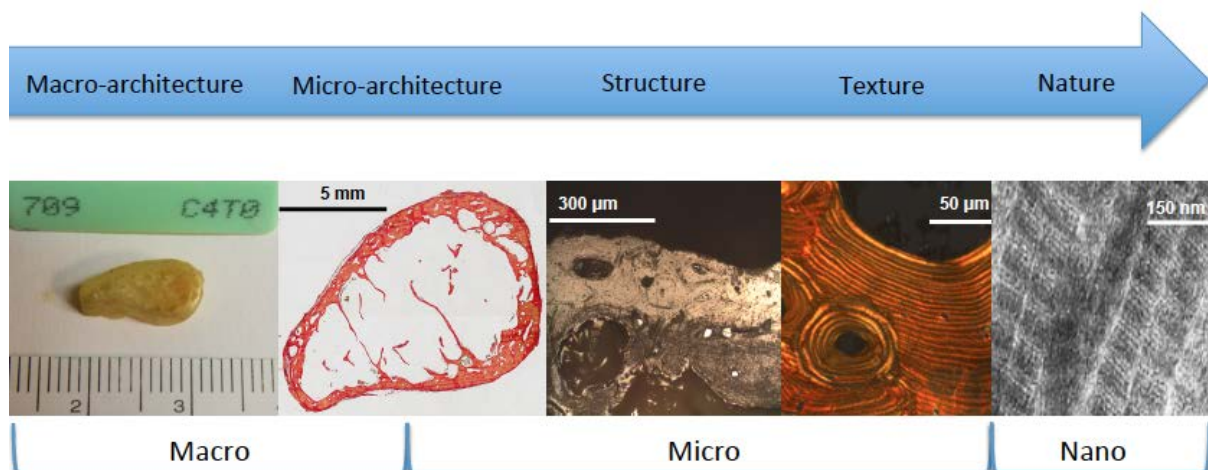 Macro-architecture Micro-architecture Structure Texture Nature
709 C4T0 5 mm 300 µm 50 µm 150 nm
2 3
Macro Micro Nano